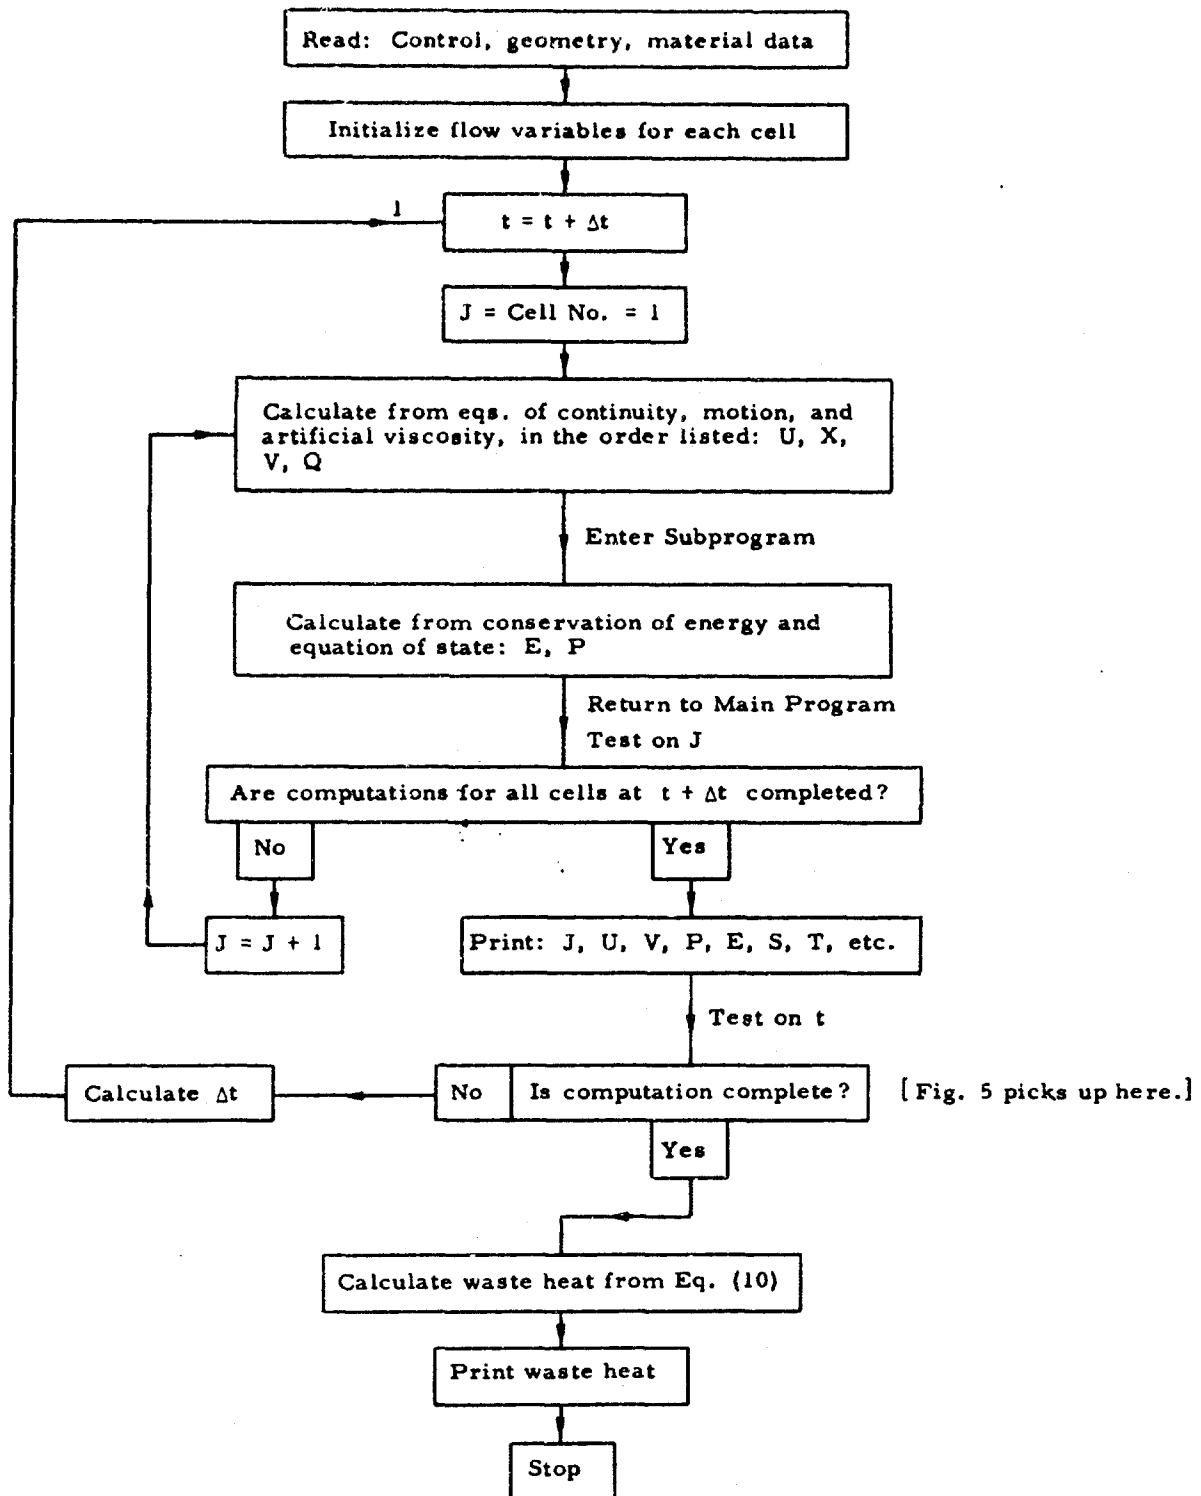 Read: Control, geometry, material data
Initialize flow variables for each cell
1
t = t + Δt
J = Cell No. = 1
Calculate from eqs. of continuity, motion, and
artificial viscosity, in the order listed: U, X,
V, Q
Enter Subprogram
Calculate from conservation of energy and
equation of state: E, P
Return to Main Program
Test on J
Are computations for all cells at t + Δt completed?
No
Yes
J = J + 1
Print: J, U, V, P, E, S, T, etc.
Test on t
Calculate Δt
No
Is computation complete?
[Fig. 5 picks up here.]
Yes
Calculate waste heat from Eq. (10)
Print waste heat
Stop